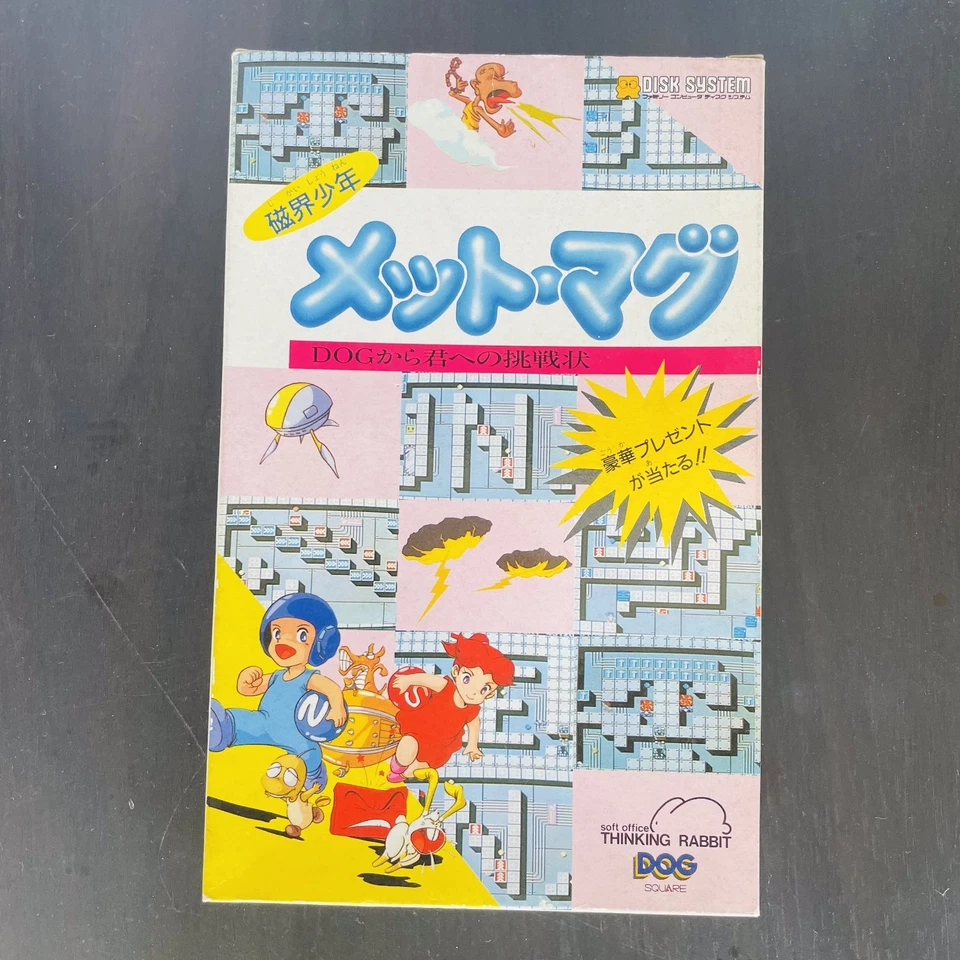 DISK SYSTEM
ファミリー コンピュータ ディスク システム
じ かい しょう ねん
磁界少年
メット・マグ
DOGから君への挑戦状
ごう か
豪華プレゼント
あ
が当たる!!
N
S
soft office
THINKING RABBIT
DOG
SQUARE